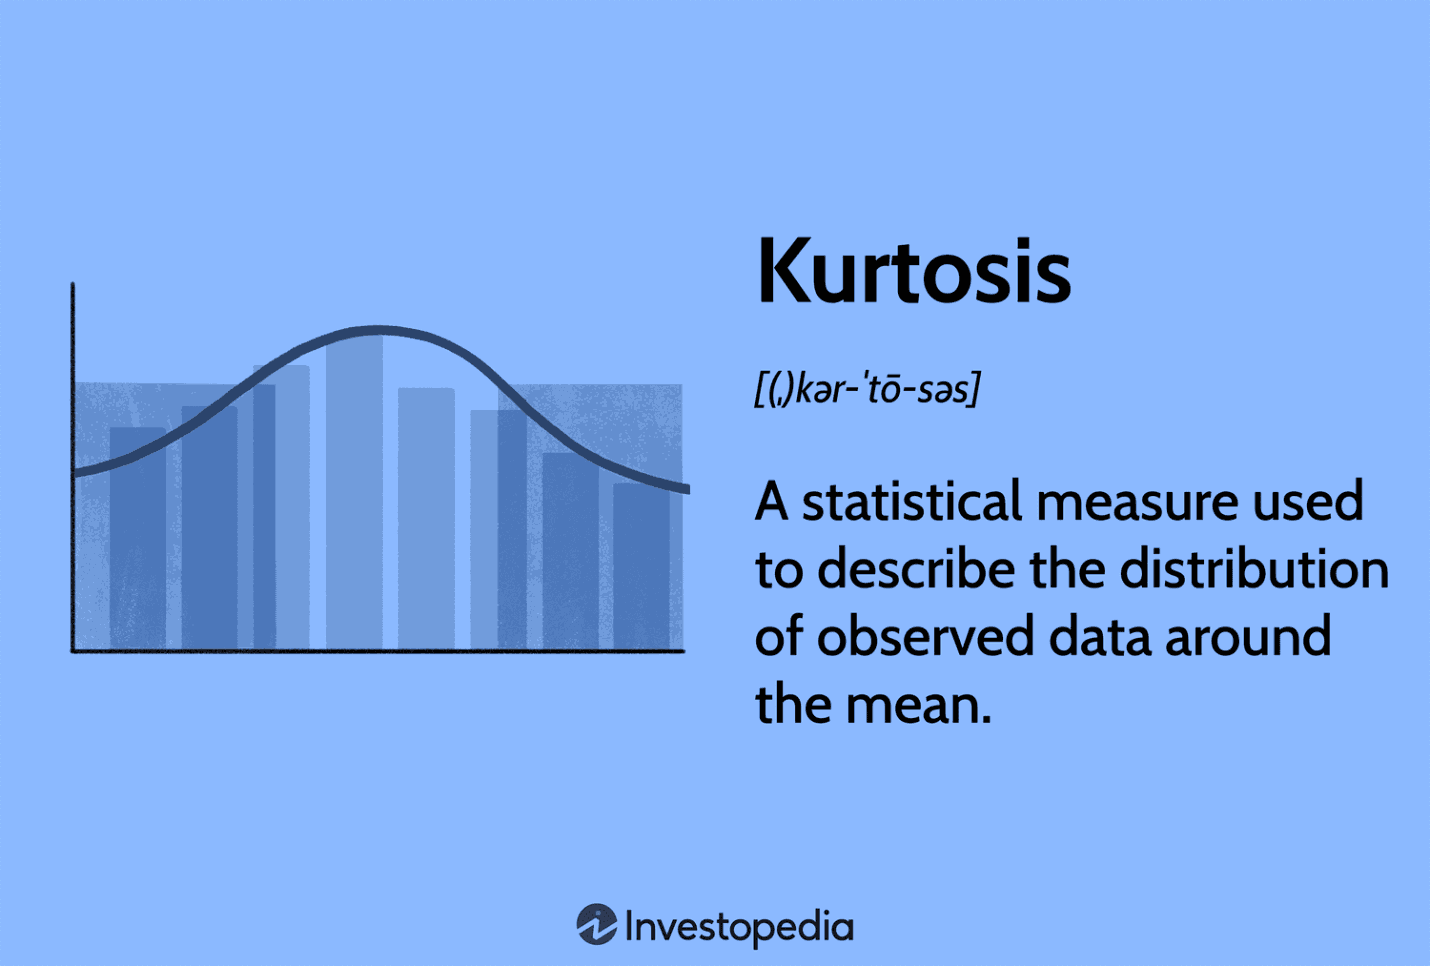 Kurtosis
[(ˌ)kər-ˈtō-səs]
A statistical measure used
to describe the distribution
of observed data around
the mean.
Investopedia